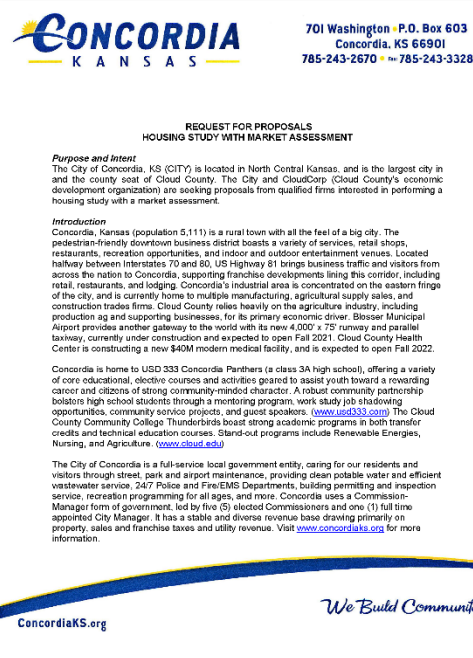 CONCORDIA
KANSAS
701 Washington • P.O. Box 603
Concordia, KS 66901
785-243-2670 • fax 785-243-3328
REQUEST FOR PROPOSALS
HOUSING STUDY WITH MARKET ASSESSMENT
Purpose and Intent
The City of Concordia, KS (CITY) is located in North Central Kansas, and is the largest city in
and the county seat of Cloud County. The City and CloudCorp (Cloud County's economic
development organization) are seeking proposals from qualified firms interested in performing a
housing study with a market assessment.
Introduction
Concordia, Kansas (population 5,111) is a rural town with all the feel of a big city. The
pedestrian-friendly downtown business district boasts a variety of services, retail shops,
restaurants, recreation opportunities, and indoor and outdoor entertainment venues. Located
halfway between Interstates 70 and 80, US Highway 81 brings business traffic and visitors from
across the nation to Concordia, supporting franchise developments lining this corridor, including
retail, restaurants, and lodging. Concordia's industrial area is concentrated on the eastern fringe
of the city, and is currently home to multiple manufacturing, agricultural supply sales, and
construction trades firms. Cloud County relies heavily on the agriculture industry, including
production ag and supporting businesses, for its primary economic driver. Blosser Municipal
Airport provides another gateway to the world with its new 4,000' x 75' runway and parallel
taxiway, currently under construction and expected to open Fall 2021. Cloud County Health
Center is constructing a new $40M modern medical facility, and is expected to open Fall 2022.
Concordia is home to USD 333 Concordia Panthers (a class 3A high school), offering a variety
of core educational, elective courses and activities geared to assist youth toward a rewarding
career and citizens of strong community-minded character. A robust community partnership
bolsters high school students through a mentoring program, work study job shadowing
opportunities, community service projects, and guest speakers. (www.usd333.com) The Cloud
County Community College Thunderbirds boast strong academic programs in both transfer
credits and technical education courses. Stand-out programs include Renewable Energies,
Nursing, and Agriculture. (www.cloud.edu)
The City of Concordia is a full-service local government entity, caring for our residents and
visitors through street, park and airport maintenance, providing clean potable water and efficient
wastewater service, 24/7 Police and Fire/EMS Departments, building permitting and inspection
service, recreation programming for all ages, and more. Concordia uses a Commission-
Manager form of government, led by five (5) elected Commissioners and one (1) full time
appointed City Manager. It has a stable and diverse revenue base drawing primarily on
property, sales and franchise taxes and utility revenue. Visit www.concordiaks.org for more
information.
We Build Communit
ConcordiaKS.org